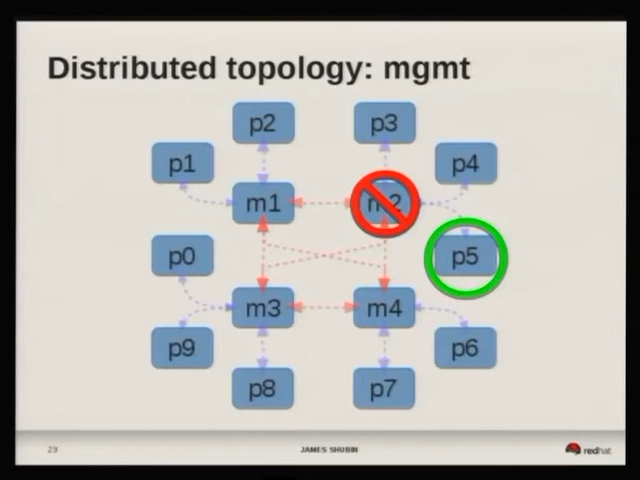 Distributed topology: mgmt
p2 p3
p1 p4
m1 m2
p0 p5
m3 m4
p9 p6
p8 p7
29 JAMES SHUBIN redhat